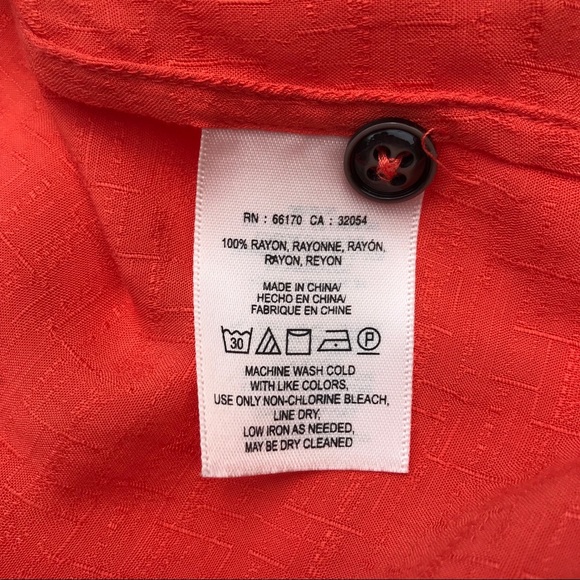 RN : 66170 CA : 32054
100% RAYON, RAYONNE, RAYÓN,
RAYON, REYON
MADE IN CHINA/
HECHO EN CHINA/
FABRIQUE EN CHINE
30 P
MACHINE WASH COLD
WITH LIKE COLORS,
USE ONLY NON-CHLORINE BLEACH,
LINE DRY,
LOW IRON AS NEEDED,
MAY BE DRY CLEANED